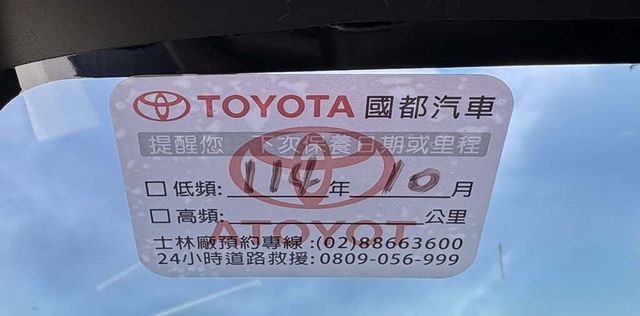 TOYOTA 國都汽車
提醒您 下次保養日期或里程
□低頻: 114 年 10 月
□高頻: 公里
TOYOTA
士林廠預約專線:(02)88663600
24小時道路救援:0809-056-999